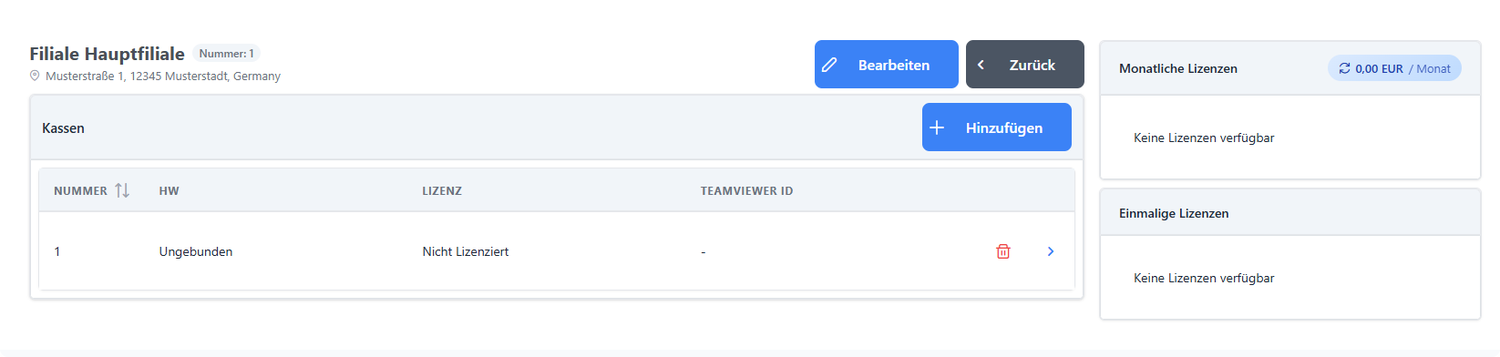 Filiale Hauptfiliale Nummer: 1
Musterstraße 1, 12345 Musterstadt, Germany
Bearbeiten
Zurück
Kassen
Hinzufügen
NUMMER HW LIZENZ TEAMVIEWER ID
1 Ungebunden Nicht Lizenziert -
Monatliche Lizenzen 0,00 EUR / Monat
Keine Lizenzen verfügbar
Einmalige Lizenzen
Keine Lizenzen verfügbar